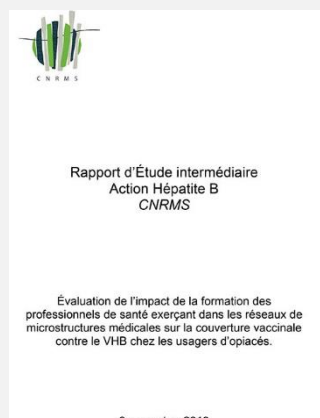 CNRMS
Rapport d'Étude intermédiaire
Action Hépatite B
CNRMS
Évaluation de l'impact de la formation des
professionnels de santé exerçant dans les réseaux de
microstructures médicales sur la couverture vaccinale
contre le VHB chez les usagers d'opiacés.